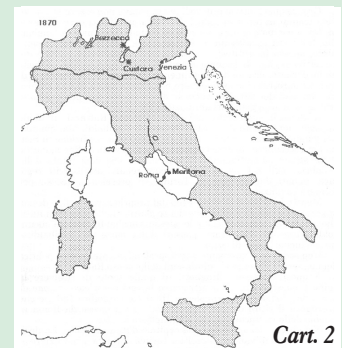 1870
Bezzecca
Custoza
Venezia
Roma
Mentana
Cart. 2